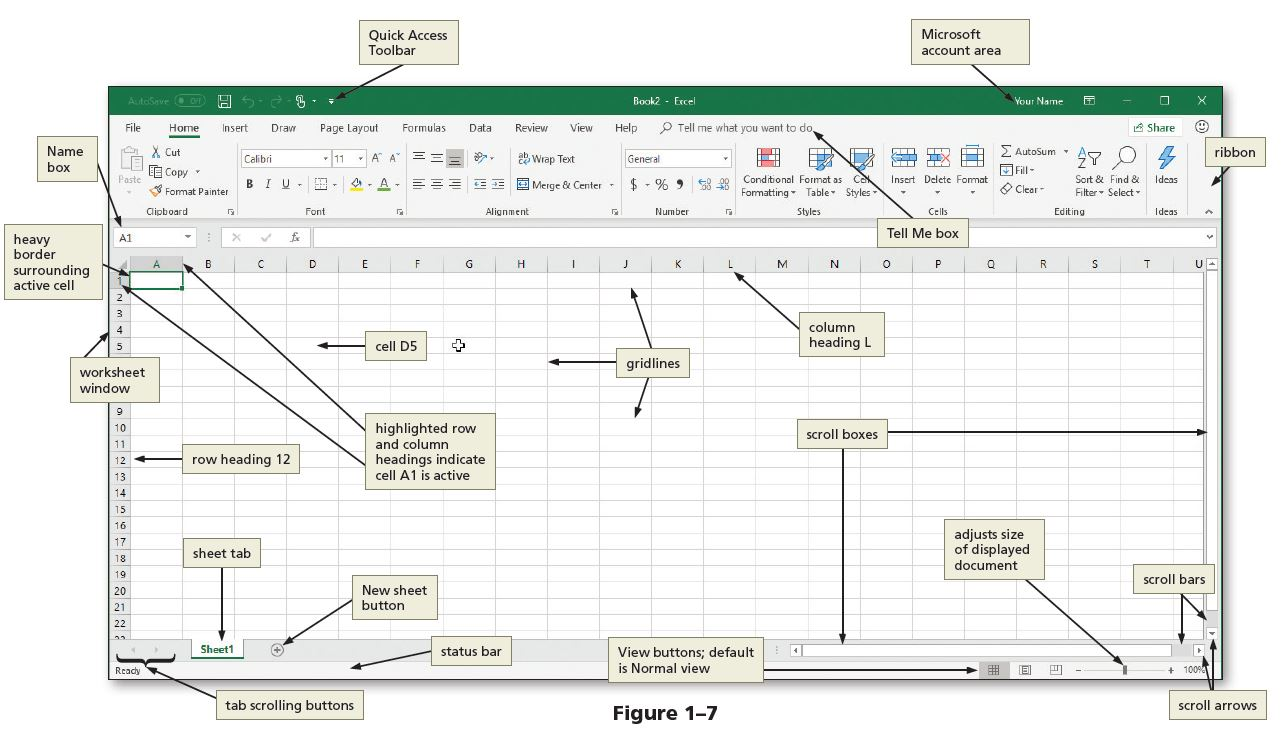 Quick Access
Toolbar
Microsoft
account area
AutoSave Off
Book2 - Excel
Your Name
File Home Insert Draw Page Layout Formulas Data Review View Help Tell me what you want to do
Share
Name
box
ribbon
Paste
Cut
Copy
Format Painter
Clipboard
Calibri 11 A A
B I U A
Font
ab Wrap Text
Merge & Center
Alignment
General
$ % 9
Number
Conditional Format as Cell
Formatting Table Styles
Styles
Insert Delete Format
Cells
AutoSum
Fill
Clear
Sort & Find &
Filter Select
Editing
Ideas
Ideas
Tell Me box
A1 fx
heavy
border
surrounding
active cell
A B C D E F G H I J K L M N O P Q R S T U
1
2
3
4
5
9
10
11
12
13
14
15
16
17
18
19
20
21
22
23
cell D5
gridlines
column
heading L
worksheet
window
highlighted row
and column
headings indicate
cell A1 is active
scroll boxes
row heading 12
sheet tab
New sheet
button
adjusts size
of displayed
document
scroll bars
status bar
View buttons; default
is Normal view
Sheet1
Ready
100%
tab scrolling buttons
scroll arrows
Figure 1–7